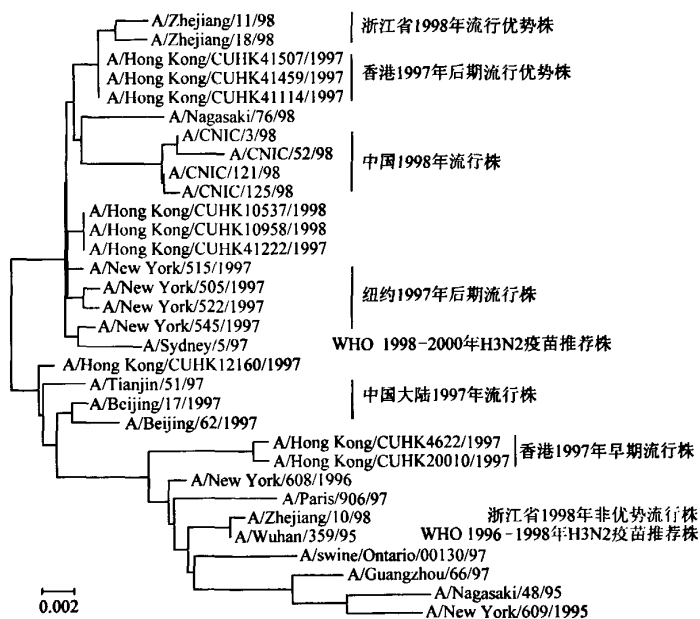 A/Zhejiang/11/98
A/Zhejiang/18/98
浙江省1998年流行优势株
A/Hong Kong/CUHK41507/1997
A/Hong Kong/CUHK41459/1997
A/Hong Kong/CUHK41114/1997
香港1997年后期流行优势株
A/Nagasaki/76/98
A/CNIC/3/98
A/CNIC/52/98
A/CNIC/121/98
A/CNIC/125/98
中国1998年流行株
A/Hong Kong/CUHK10537/1998
A/Hong Kong/CUHK10958/1998
A/Hong Kong/CUHK41222/1997
A/New York/515/1997
A/New York/505/1997
A/New York/522/1997
A/New York/545/1997
纽约1997年后期流行株
A/Sydney/5/97
WHO 1998-2000年H3N2疫苗推荐株
A/Hong Kong/CUHK12160/1997
A/Tianjin/51/97
A/Beijing/17/1997
A/Beijing/62/1997
中国大陆1997年流行株
A/Hong Kong/CUHK4622/1997
A/Hong Kong/CUHK20010/1997
香港1997年早期流行株
A/New York/608/1996
A/Paris/906/97
A/Zhejiang/10/98
浙江省1998年非优势流行株
A/Wuhan/359/95
WHO 1996-1998年H3N2疫苗推荐株
A/swine/Ontario/00130/97
A/Guangzhou/66/97
A/Nagasaki/48/95
A/New York/609/1995
0.002